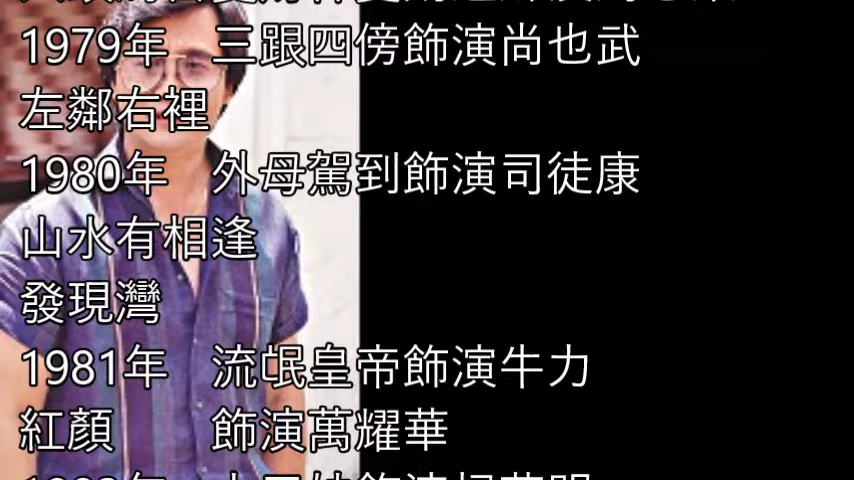 1979年 三跟四傍飾演尚也武
左鄰右裡
1980年 外母駕到飾演司徒康
山水有相逢
發現灣
1981年 流氓皇帝飾演牛力
紅顏 飾演萬耀華